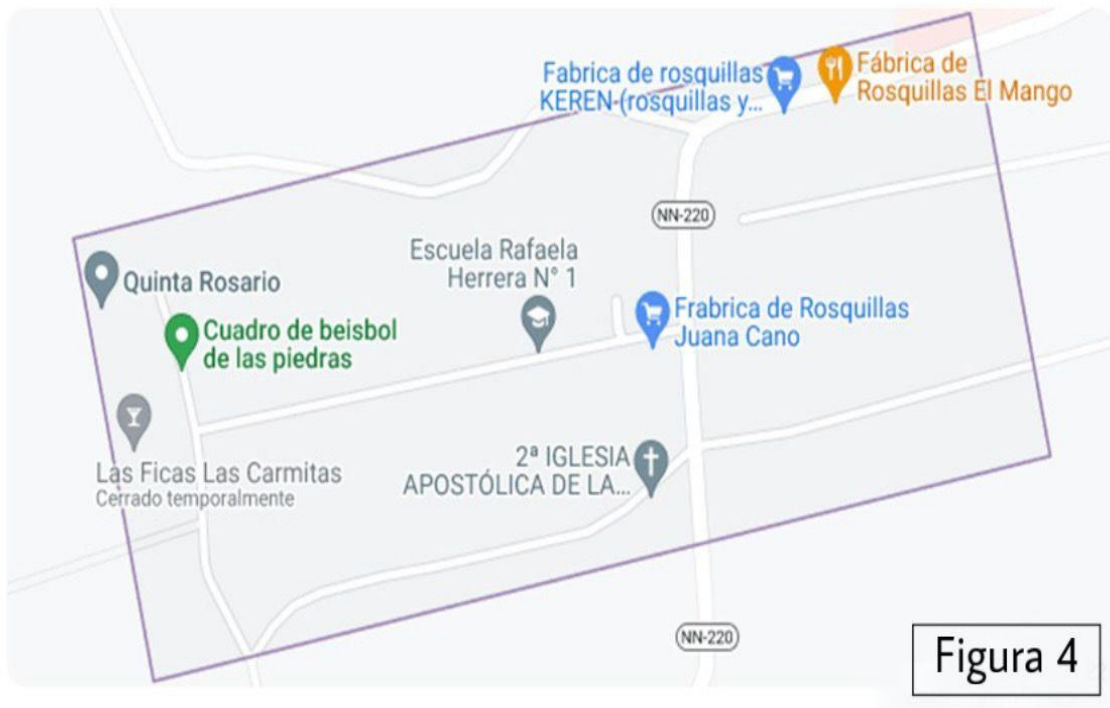 Fabrica de rosquillas
KEREN (rosquillas y...
Fábrica de
Rosquillas El Mango
NN-220
Escuela Rafaela
Herrera N° 1
Quinta Rosario
Frabrica de Rosquillas
Juana Cano
Cuadro de beisbol
de las piedras
2ª IGLESIA
APOSTÓLICA DE LA...
Las Ficas Las Carmitas
Cerrado temporalmente
NN-220
Figura 4